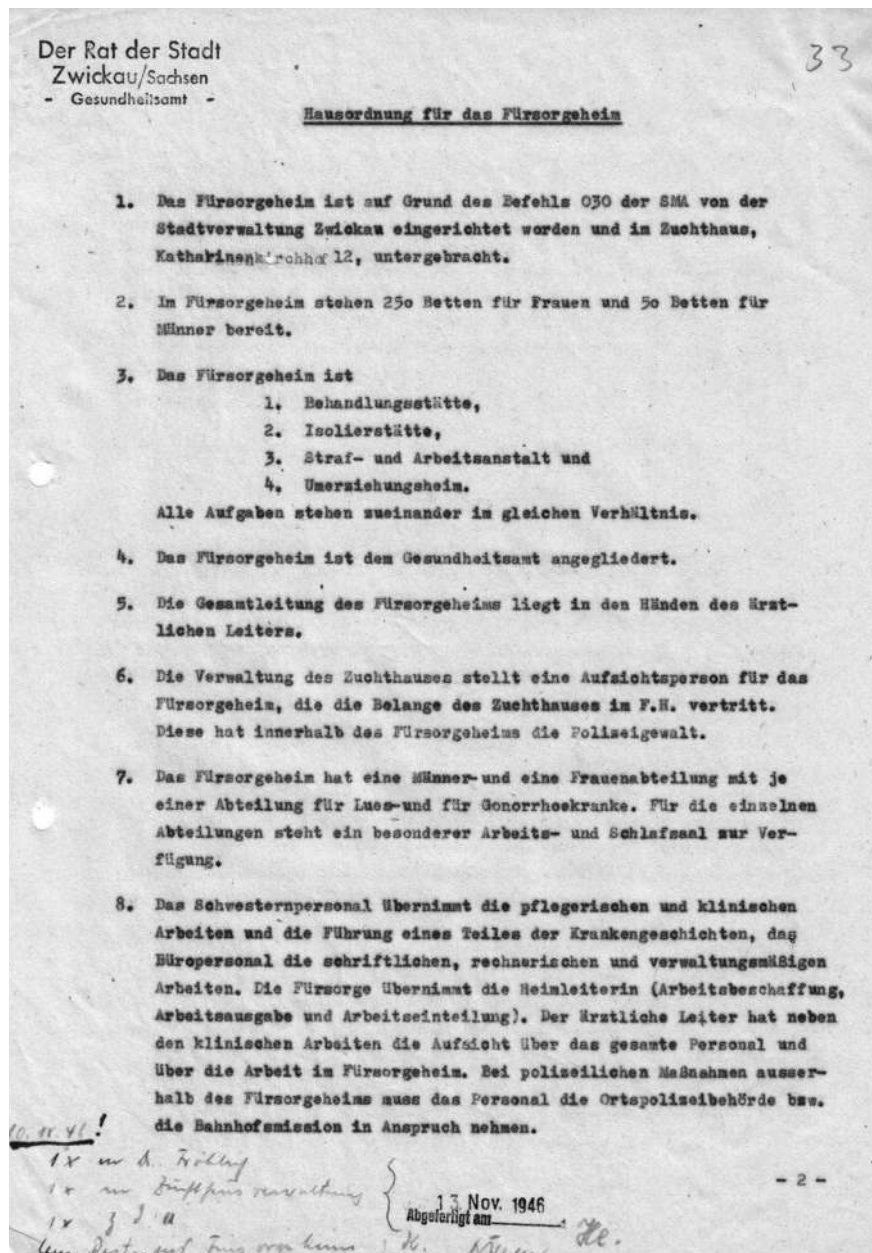 Der Rat der Stadt
Zwickau/Sachsen
- Gesundheitsamt -
33
Hausordnung für das Fürsorgeheim
1. Das Fürsorgeheim ist auf Grund des Befehls 030 der SMA von der
Stadtverwaltung Zwickau eingerichtet worden und im Zuchthaus,
Katharinenkirchhof 12, untergebracht.
2. Im Fürsorgeheim stehen 25o Betten für Frauen und 5o Betten für
Männer bereit.
3. Das Fürsorgeheim ist
1. Behandlungsstätte,
2. Isolierstätte,
3. Straf- und Arbeitsanstalt und
4. Umerziehungsheim.
Alle Aufgaben stehen zueinander im gleichen Verhältnis.
4. Das Fürsorgeheim ist dem Gesundheitsamt angegliedert.
5. Die Gesamtleitung des Fürsorgeheims liegt in den Händen des ärzt-
lichen Leiters.
6. Die Verwaltung des Zuchthauses stellt eine Aufsichtsperson für das
Fürsorgeheim, die die Belange des Zuchthauses im F.H. vertritt.
Diese hat innerhalb des Fürsorgeheims die Polizeigewalt.
7. Das Fürsorgeheim hat eine Männer-und eine Frauenabteilung mit je
einer Abteilung für Lues-und für Gonorrhoekranke. Für die einzelnen
Abteilungen steht ein besonderer Arbeits- und Schlafsaal zur Ver-
fügung.
8. Das Schwesternpersonal übernimmt die pflegerischen und klinischen
Arbeiten und die Führung eines Teiles der Krankengeschichten, das
Büropersonal die schriftlichen, rechnerischen und verwaltungsmäßigen
Arbeiten. Die Fürsorge übernimmt die Heimleiterin (Arbeitsbeschaffung,
Arbeitsausgabe und Arbeitseinteilung). Der ärztliche Leiter hat neben
den klinischen Arbeiten die Aufsicht über das gesamte Personal und
über die Arbeit im Fürsorgeheim. Bei polizeilichen Maßnahmen ausser-
halb des Fürsorgeheims muss das Personal die Ortspolizeibehörde bzw.
die Bahnhofsmission in Anspruch nehmen.
- 2 -
1x
1x
1x
13. Nov. 1946
Abgefertigt am